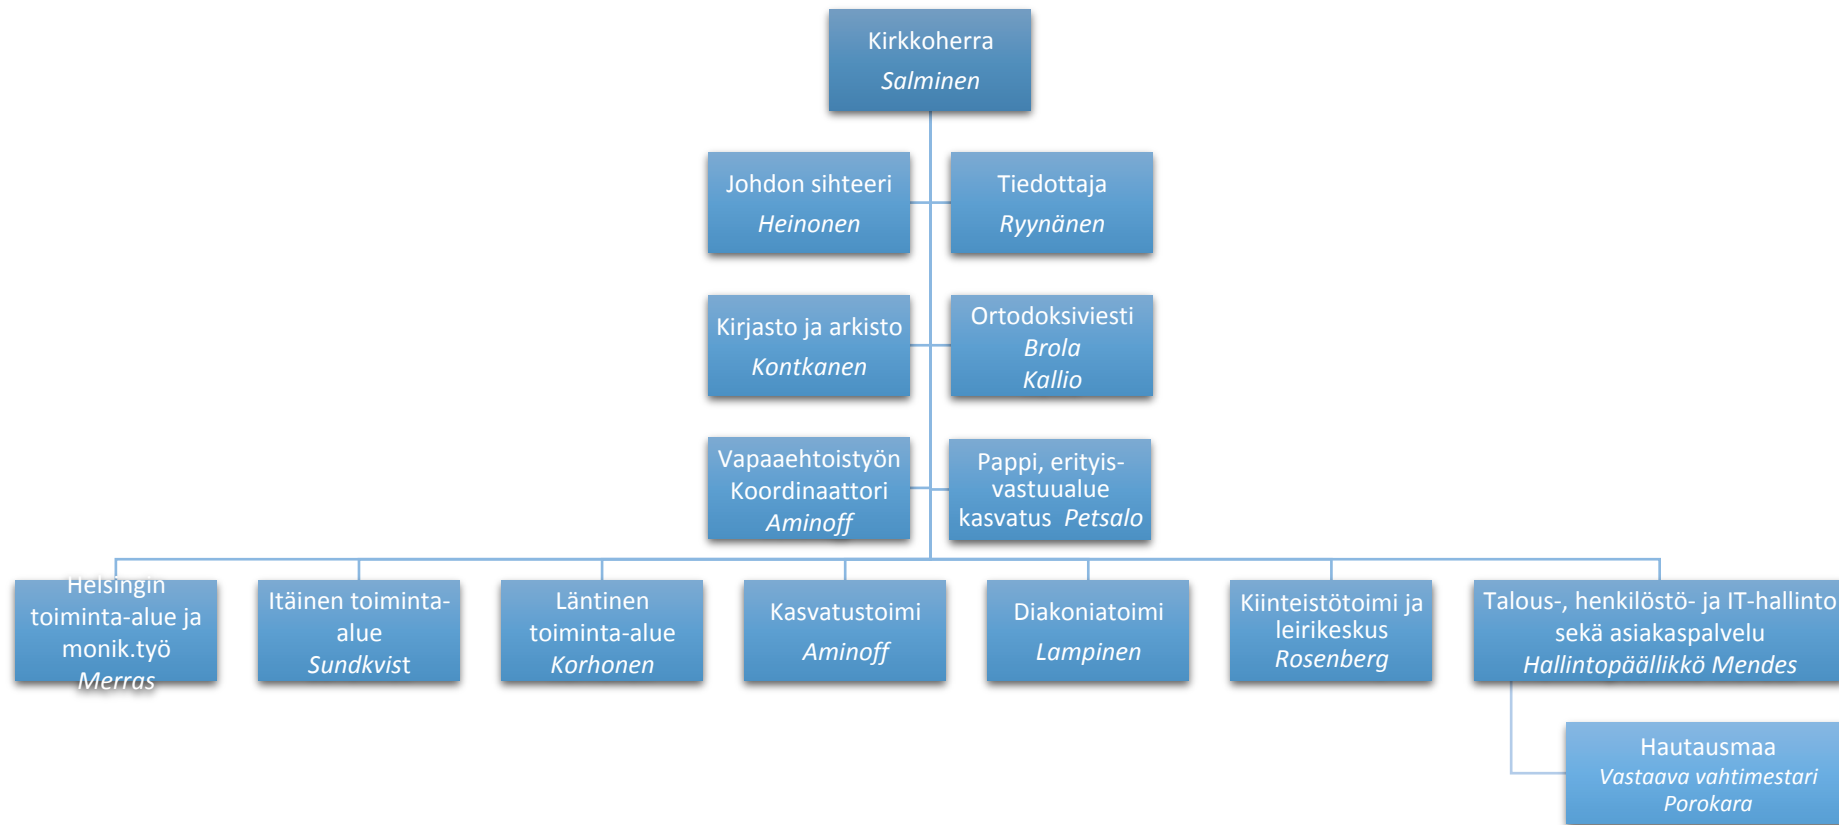 Kirkkoherra
Salminen
Johdon sihteeri
Heinonen
Tiedottaja
Ryynänen
Kirjasto ja arkisto
Kontkanen
Ortodoksiviesti
Brola
Kallio
Vapaaehtoistyön
Koordinaattori
Aminoff
Pappi, erityis-
vastuualue
kasvatus Petsalo
Helsingin
toiminta-alue ja
monik.työ
Merras
Itäinen toiminta-
alue
Sundkvist
Läntinen
toiminta-alue
Korhonen
Kasvatustoimi
Aminoff
Diakoniatoimi
Lampinen
Kiinteistötoimi ja
leirikeskus
Rosenberg
Talous-, henkilöstö- ja IT-hallinto
sekä asiakaspalvelu
Hallintopäällikkö Mendes
Hautausmaa
Vastaava vahtimestari
Porokara